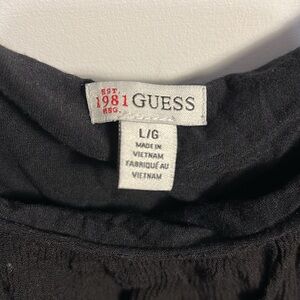 EST.
1981 GUESS
REG.
L/G
MADE IN
VIETNAM
FABRIQUÉ AU
VIETNAM